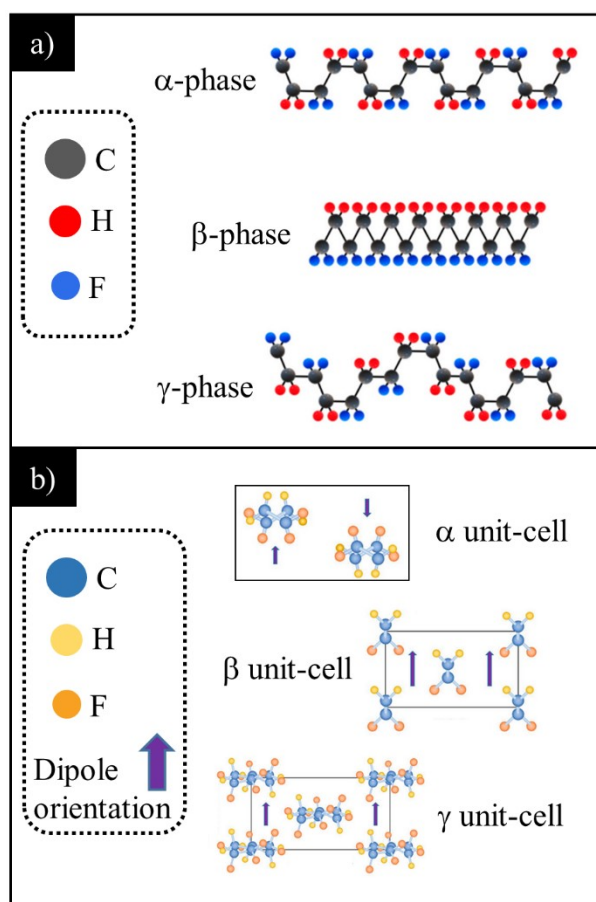 a)
α-phase
C
H
β-phase
F
γ-phase
b)
α unit-cell
C
H
β unit-cell
F
Dipole
orientation
γ unit-cell